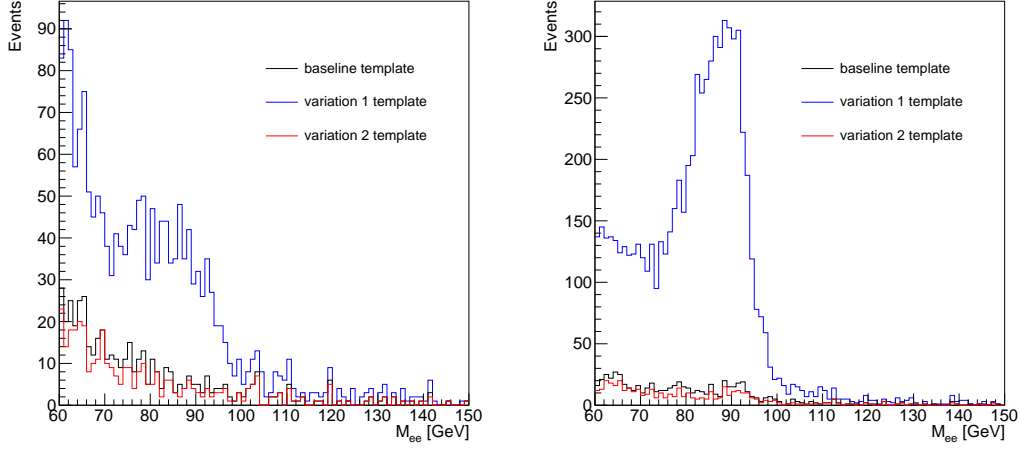 Events
90
80
70
60
50
40
30
20
10
0
60 70 80 90 100 110 120 130 140 150
M_ee [GeV]
baseline template
variation 1 template
variation 2 template
Events
300
250
200
150
100
50
0
60 70 80 90 100 110 120 130 140 150
M_ee [GeV]
baseline template
variation 1 template
variation 2 template